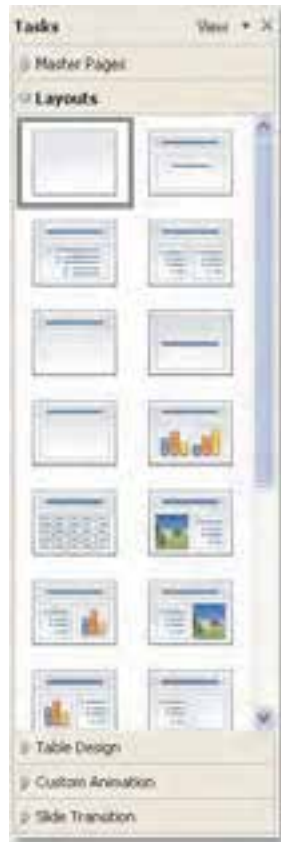 Tasks View
Master Pages
Layouts
Table Design
Custom Animation
Slide Transition